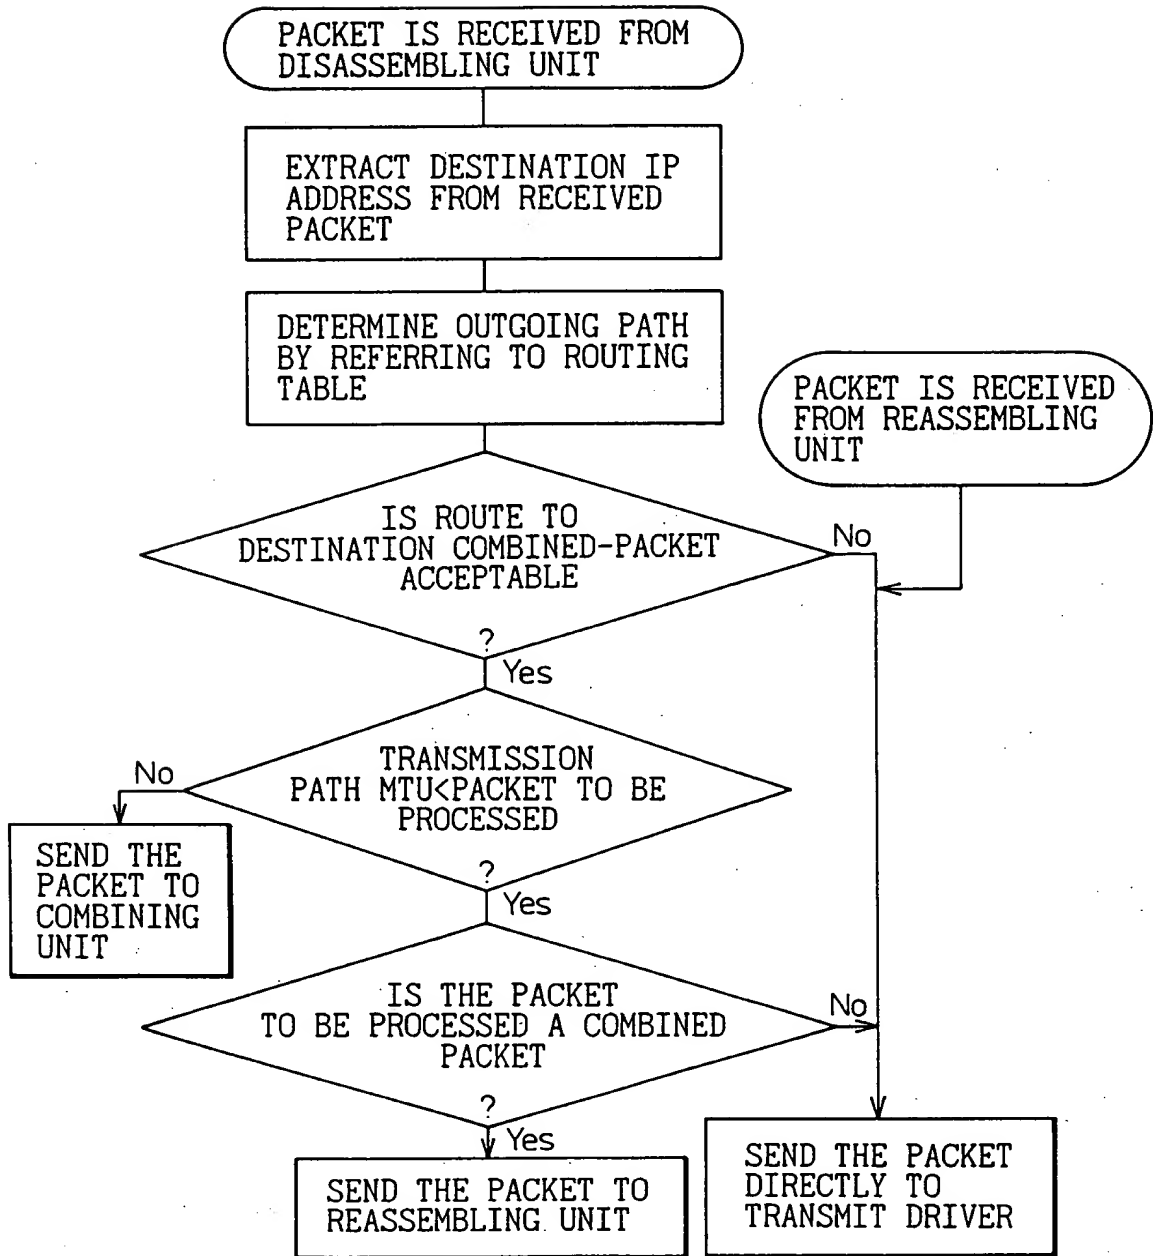 PACKET IS RECEIVED FROM
DISASSEMBLING UNIT
EXTRACT DESTINATION IP
ADDRESS FROM RECEIVED
PACKET
DETERMINE OUTGOING PATH
BY REFERRING TO ROUTING
TABLE
PACKET IS RECEIVED
FROM REASSEMBLING
UNIT
IS ROUTE TO
DESTINATION COMBINED-PACKET
ACCEPTABLE
?
No
Yes
TRANSMISSION
PATH MTU<PACKET TO BE
PROCESSED
?
No
Yes
SEND THE
PACKET TO
COMBINING
UNIT
IS THE PACKET
TO BE PROCESSED A COMBINED
PACKET
?
No
Yes
SEND THE PACKET TO
REASSEMBLING UNIT
SEND THE PACKET
DIRECTLY TO
TRANSMIT DRIVER